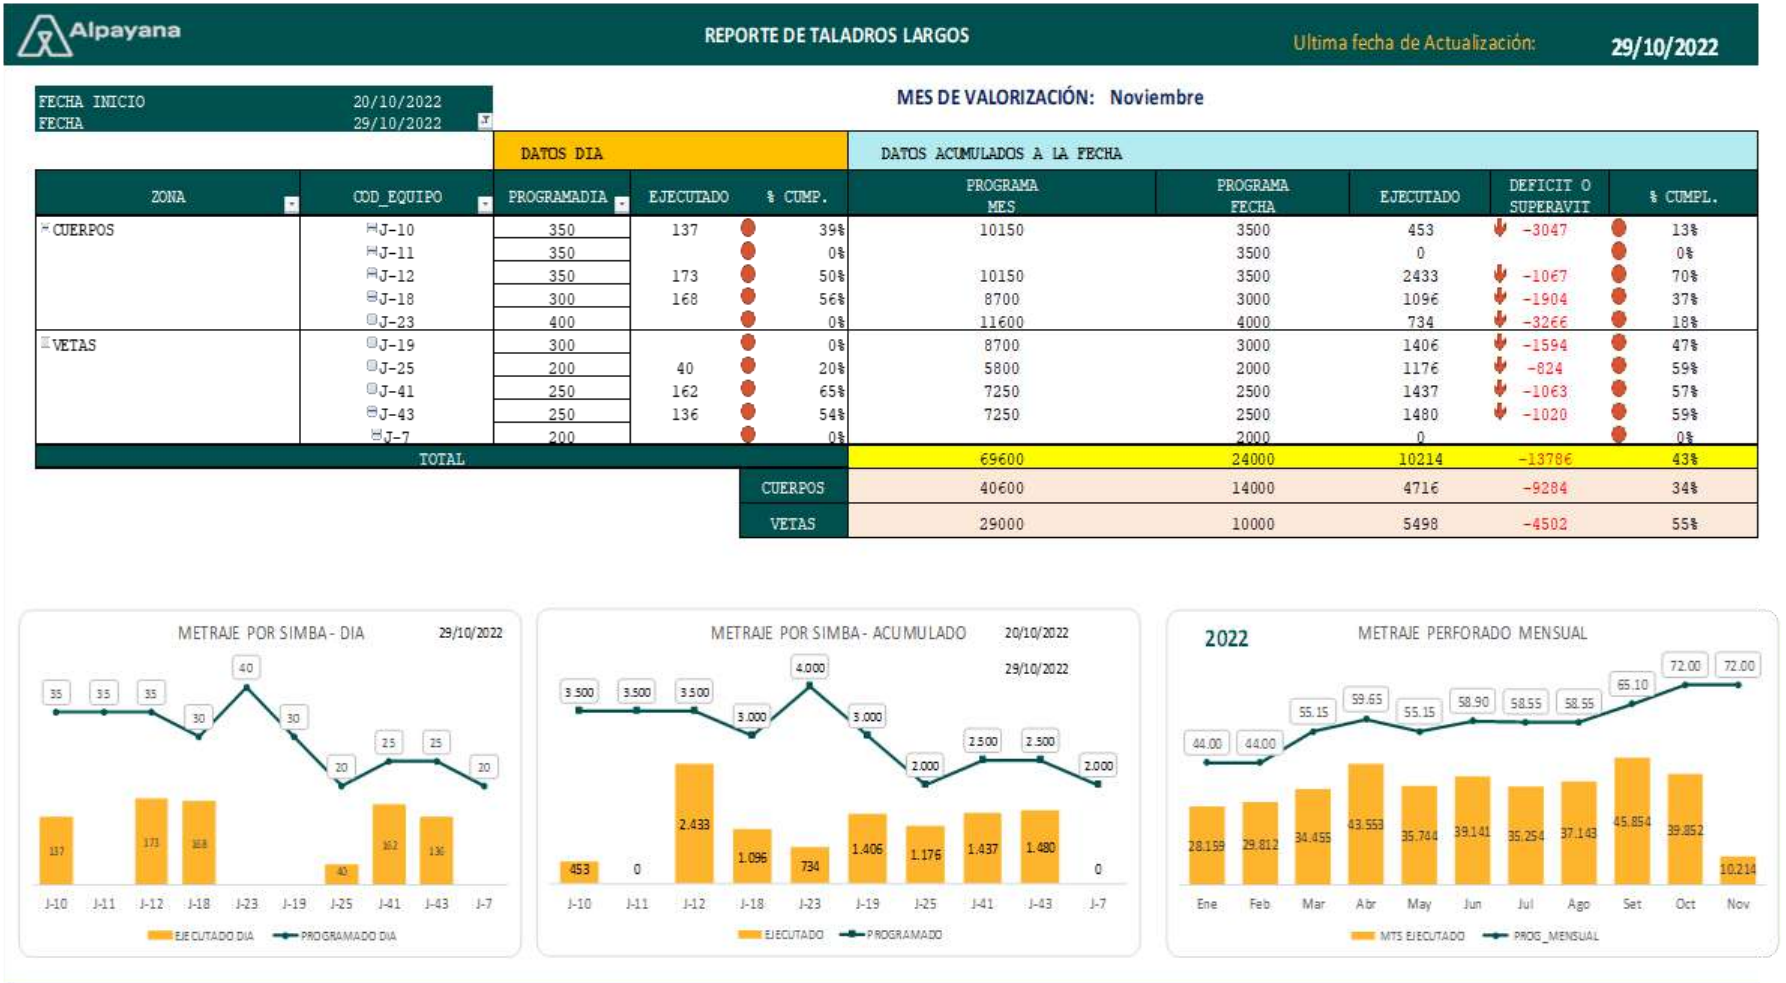 Alpayana
REPORTE DE TALADROS LARGOS
Ultima fecha de Actualización: 29/10/2022
FECHA INICIO 20/10/2022
FECHA 29/10/2022
MES DE VALORIZACIÓN: Noviembre
DATOS DIA DATOS ACUMULADOS A LA FECHA
ZONA COD_EQUIPO PROGRAMADIA EJECUTADO % CUMP. PROGRAMA MES PROGRAMA FECHA EJECUTADO DEFICIT O SUPERAVIT % CUMPL.
CUERPOS J-10 350 137 39% 10150 3500 453 -3047 13%
J-11 350 0% 3500 0 0%
J-12 350 173 50% 10150 3500 2433 -1067 70%
J-18 300 168 56% 8700 3000 1096 -1904 37%
J-23 400 0% 11600 4000 734 -3266 18%
VETAS J-19 300 0% 8700 3000 1406 -1594 47%
J-25 200 40 20% 5800 2000 1176 -824 59%
J-41 250 162 65% 7250 2500 1437 -1063 57%
J-43 250 136 54% 7250 2500 1480 -1020 59%
J-7 200 0% 2000 0 0%
TOTAL 69600 24000 10214 -13786 43%
CUERPOS 40600 14000 4716 -9284 34%
VETAS 29000 10000 5498 -4502 55%
METRAJE POR SIMBA - DIA 29/10/2022
35 35 35 30 40 30 20 25 25 20
137 173 168 40 162 136
J-10 J-11 J-12 J-18 J-23 J-19 J-25 J-41 J-43 J-7
EJECUTADO DIA PROGRAMADO DIA
METRAJE POR SIMBA - ACUMULADO 20/10/2022
29/10/2022
3.500 3.500 3.500 3.000 4.000 3.000 2.000 2.500 2.500 2.000
453 0 2.433 1.096 734 1.406 1.176 1.437 1.480 0
J-10 J-11 J-12 J-18 J-23 J-19 J-25 J-41 J-43 J-7
EJECUTADO PROGRAMADO
2022 METRAJE PERFORADO MENSUAL
44.00 44.00 55.15 59.65 55.15 58.90 58.55 58.55 65.10 72.00 72.00
28.159 29.812 34.455 43.553 35.744 39.141 35.254 37.143 45.854 39.852 10.214
Ene Feb Mar Abr May Jun Jul Ago Set Oct Nov
MTS EJECUTADO PROG_MENSUAL